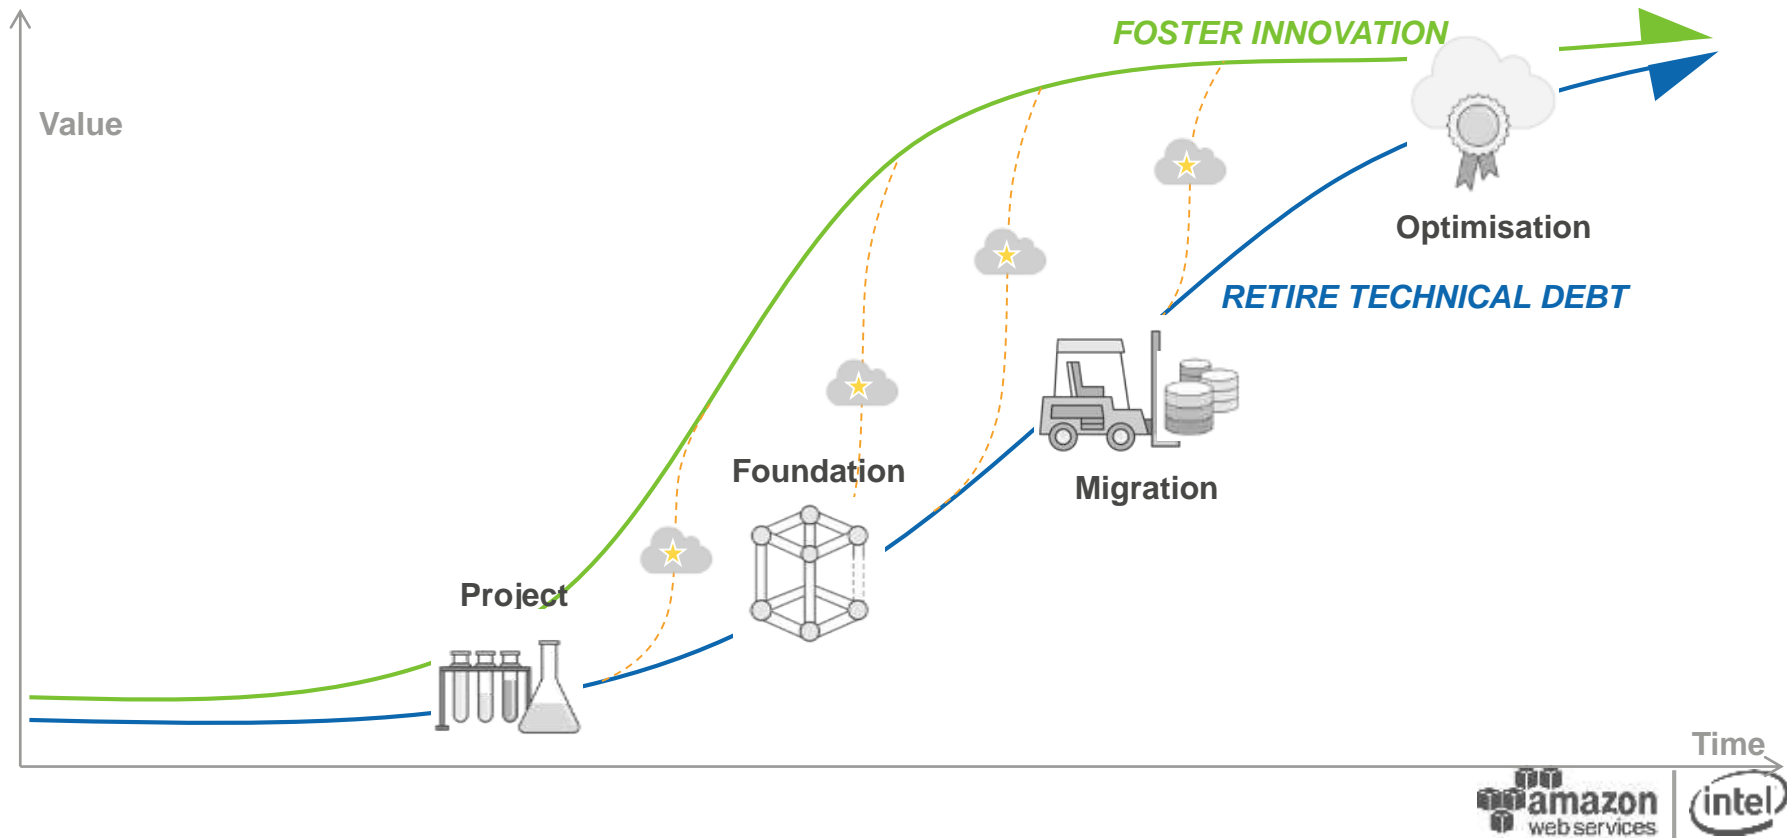 FOSTER INNOVATION
Value
Optimisation
RETIRE TECHNICAL DEBT
Foundation
Migration
Project
Time
amazon
web services
intel